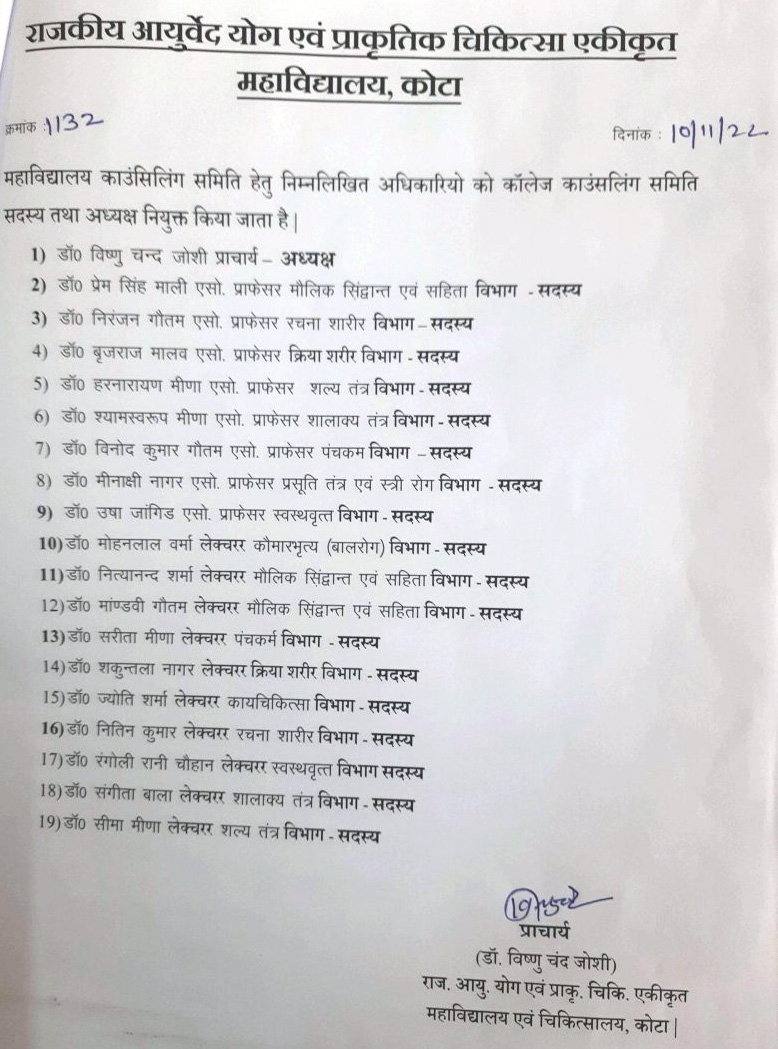 राजकीय आयुर्वेद योग एवं प्राकृतिक चिकित्सा एकीकृत
महाविद्यालय, कोटा
क्रमांक :1132
दिनांक : 10/11/22
महाविद्यालय काउंसिलिंग समिति हेतु निम्नलिखित अधिकारियो को कॉलेज काउंसलिंग समिति
सदस्य तथा अध्यक्ष नियुक्त किया जाता है|
1) डॉ0 विष्णु चन्द जोशी प्राचार्य – अध्यक्ष
2) डॉ0 प्रेम सिंह माली एसो. प्राफेसर मौलिक सिंद्वान्त एवं सहिता विभाग - सदस्य
3) डॉ0 निरंजन गौतम एसो. प्राफेसर रचना शारीर विभाग – सदस्य
4) डॉ0 बृजराज मालव एसो. प्राफेसर क्रिया शरीर विभाग - सदस्य
5) डॉ0 हरनारायण मीणा एसो. प्राफेसर शल्य तंत्र विभाग - सदस्य
6) डॉ0 श्यामस्वरूप मीणा एसो. प्राफेसर शालाक्य तंत्र विभाग - सदस्य
7) डॉ0 विनोद कुमार गौतम एसो. प्राफेसर पंचकम विभाग – सदस्य
8) डॉ0 मीनाक्षी नागर एसो. प्राफेसर प्रसूति तंत्र एवं स्त्री रोग विभाग - सदस्य
9) डॉ0 उषा जांगिड एसो. प्राफेसर स्वस्थवृत्त विभाग - सदस्य
10) डॉ0 मोहनलाल वर्मा लेक्चरर कौमारभृत्य (बालरोग) विभाग - सदस्य
11) डॉ0 नित्यानन्द शर्मा लेक्चरर मौलिक सिंद्वान्त एवं सहिता विभाग - सदस्य
12) डॉ0 मांण्डवी गौतम लेक्चरर मौलिक सिंद्वान्त एवं सहिता विभाग - सदस्य
13) डॉ0 सरीता मीणा लेक्चरर पंचकर्म विभाग - सदस्य
14) डॉ0 शकुन्तला नागर लेक्चरर क्रिया शरीर विभाग - सदस्य
15) डॉ0 ज्योति शर्मा लेक्चरर कायचिकित्सा विभाग - सदस्य
16) डॉ0 नितिन कुमार लेक्चरर रचना शारीर विभाग - सदस्य
17) डॉ0 रंगोली रानी चौहान लेक्चरर स्वस्थवृत्त विभाग सदस्य
18) डॉ0 संगीता बाला लेक्चरर शालाक्य तंत्र विभाग - सदस्य
19) डॉ0 सीमा मीणा लेक्चरर शल्य तंत्र विभाग - सदस्य
प्राचार्य
(डॉ. विष्णु चंद जोशी)
राज. आयु. योग एवं प्राकृ. चिकि. एकीकृत
महाविद्यालय एवं चिकित्सालय, कोटा|